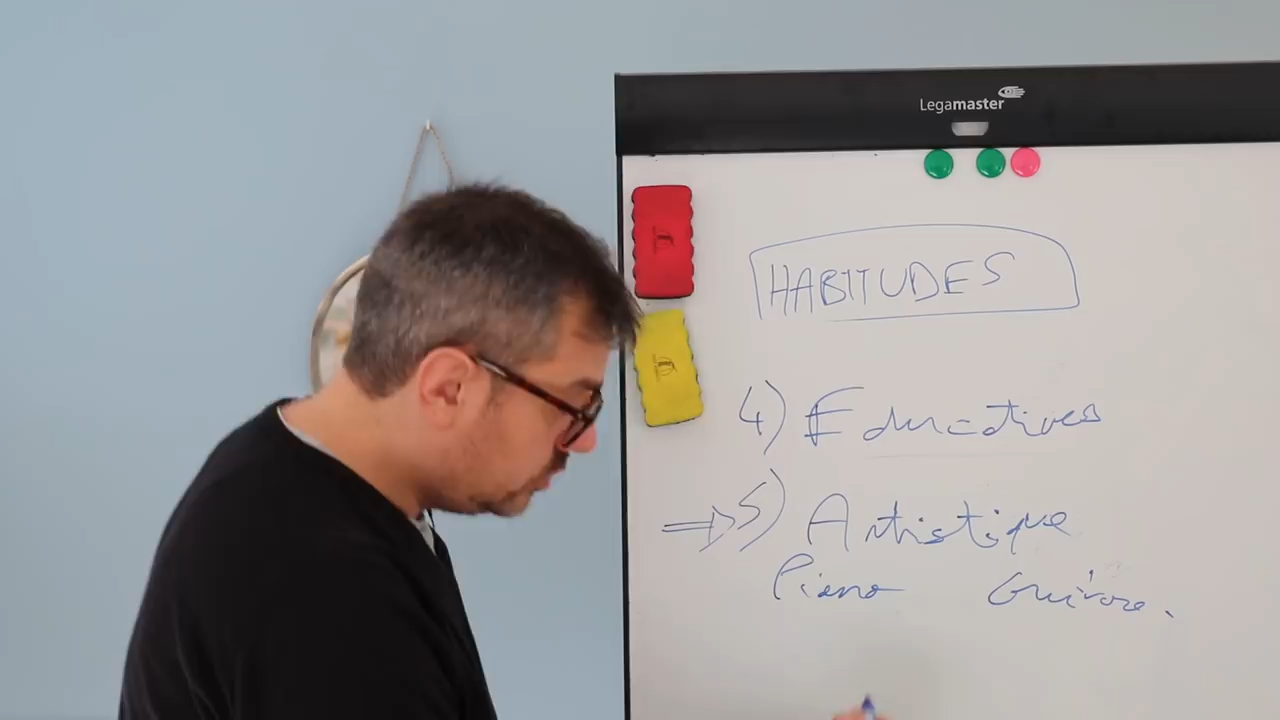 Legamaster
HABITUDES
4) Educatives
⇒ 5) Artistique
Piano Guitare.